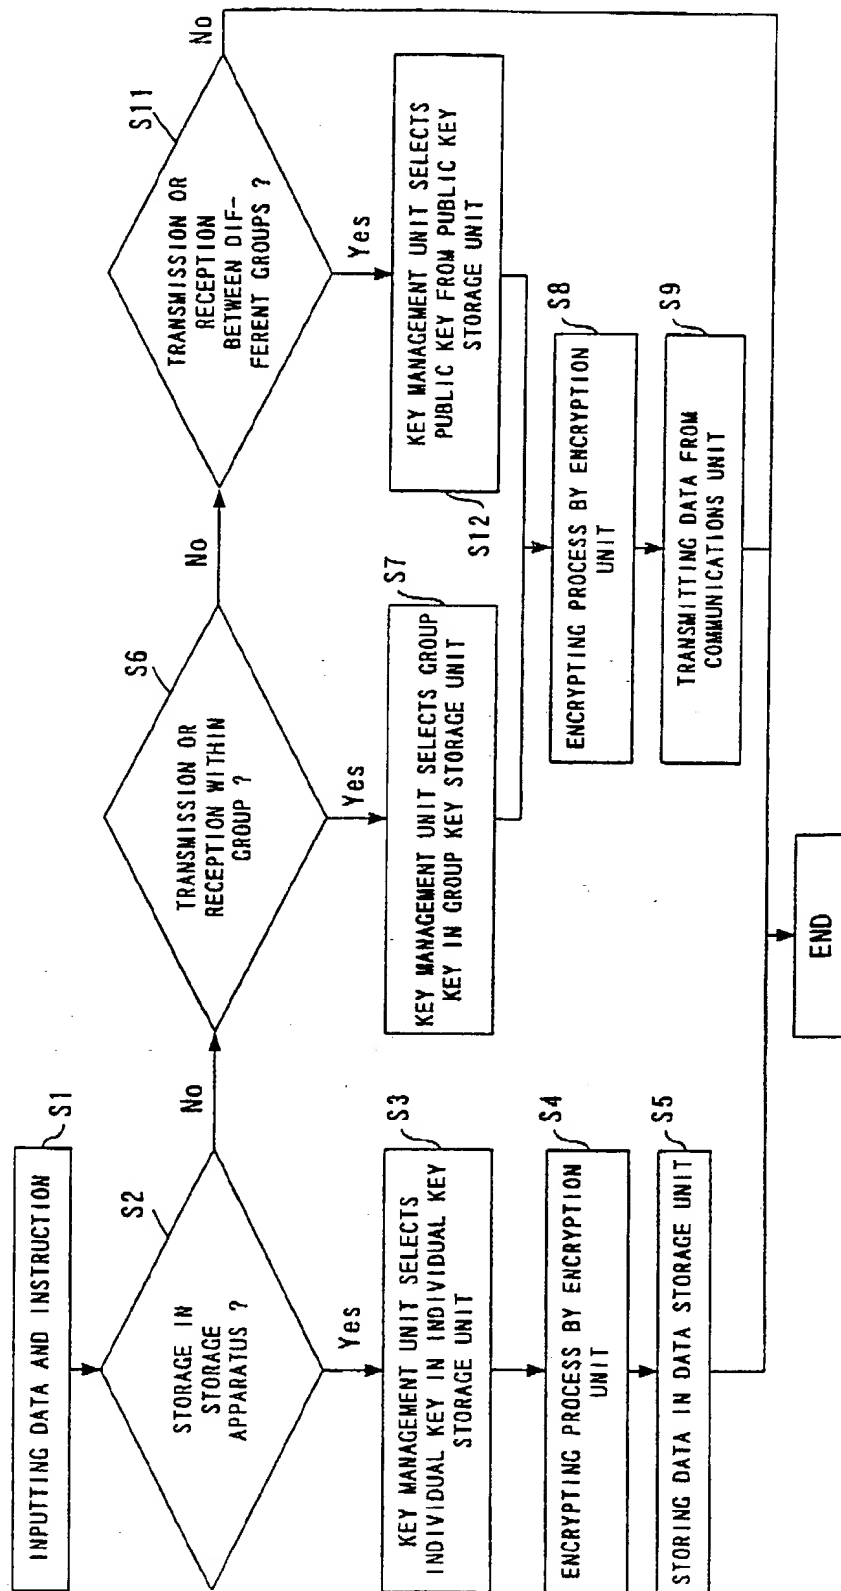 INPUTTING DATA AND INSTRUCTION
S1
STORAGE IN
STORAGE
APPARATUS ?
S2
No
Yes
KEY MANAGEMENT UNIT SELECTS
INDIVIDUAL KEY IN INDIVIDUAL KEY
STORAGE UNIT
S3
ENCRYPTING PROCESS BY ENCRYPTION
UNIT
S4
STORING DATA IN DATA STORAGE UNIT
S5
TRANSMISSION OR
RECEPTION WITHIN
GROUP ?
S6
No
Yes
KEY MANAGEMENT UNIT SELECTS GROUP
KEY IN GROUP KEY STORAGE UNIT
S7
TRANSMISSION OR
RECEPTION
BETWEEN DIF-
FERENT GROUPS ?
S11
No
Yes
KEY MANAGEMENT UNIT SELECTS
PUBLIC KEY FROM PUBLIC KEY
STORAGE UNIT
S12
ENCRYPTING PROCESS BY ENCRYPTION
UNIT
S8
TRANSMITTING DATA FROM
COMMUNICATIONS UNIT
S9
END